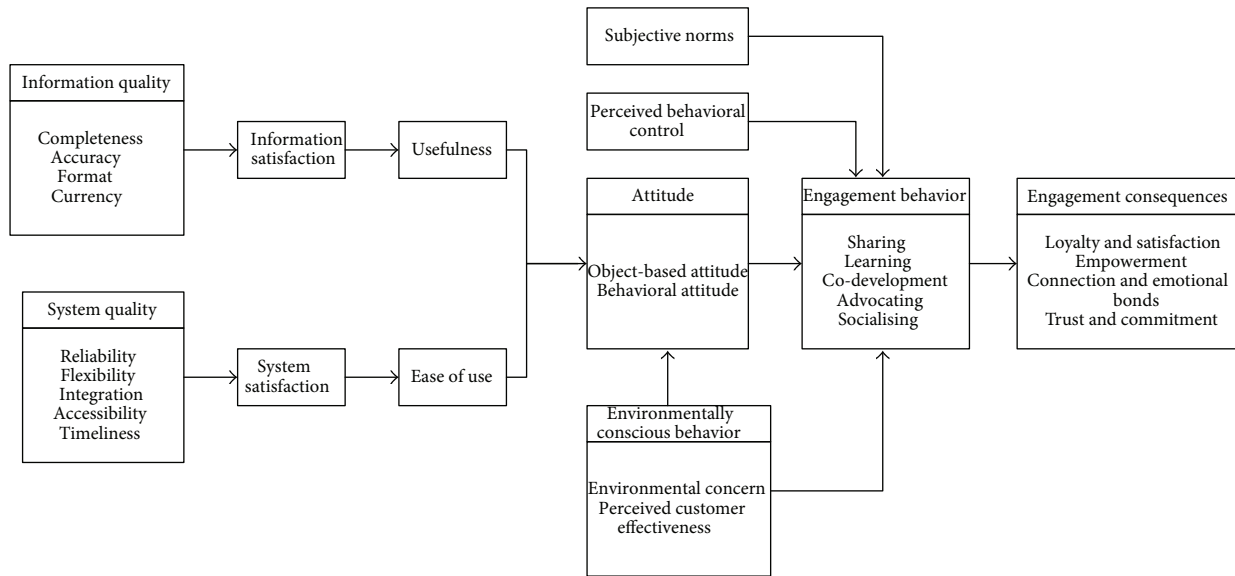 Subjective norms
Information quality
Completeness
Accuracy
Format
Currency
Information
satisfaction
Usefulness
Perceived behavioral
control
System quality
Reliability
Flexibility
Integration
Accessibility
Timeliness
System
satisfaction
Ease of use
Attitude
Object-based attitude
Behavioral attitude
Engagement behavior
Sharing
Learning
Co-development
Advocating
Socialising
Engagement consequences
Loyalty and satisfaction
Empowerment
Connection and emotional
bonds
Trust and commitment
Environmentally
conscious behavior
Environmental concern
Perceived customer
effectiveness